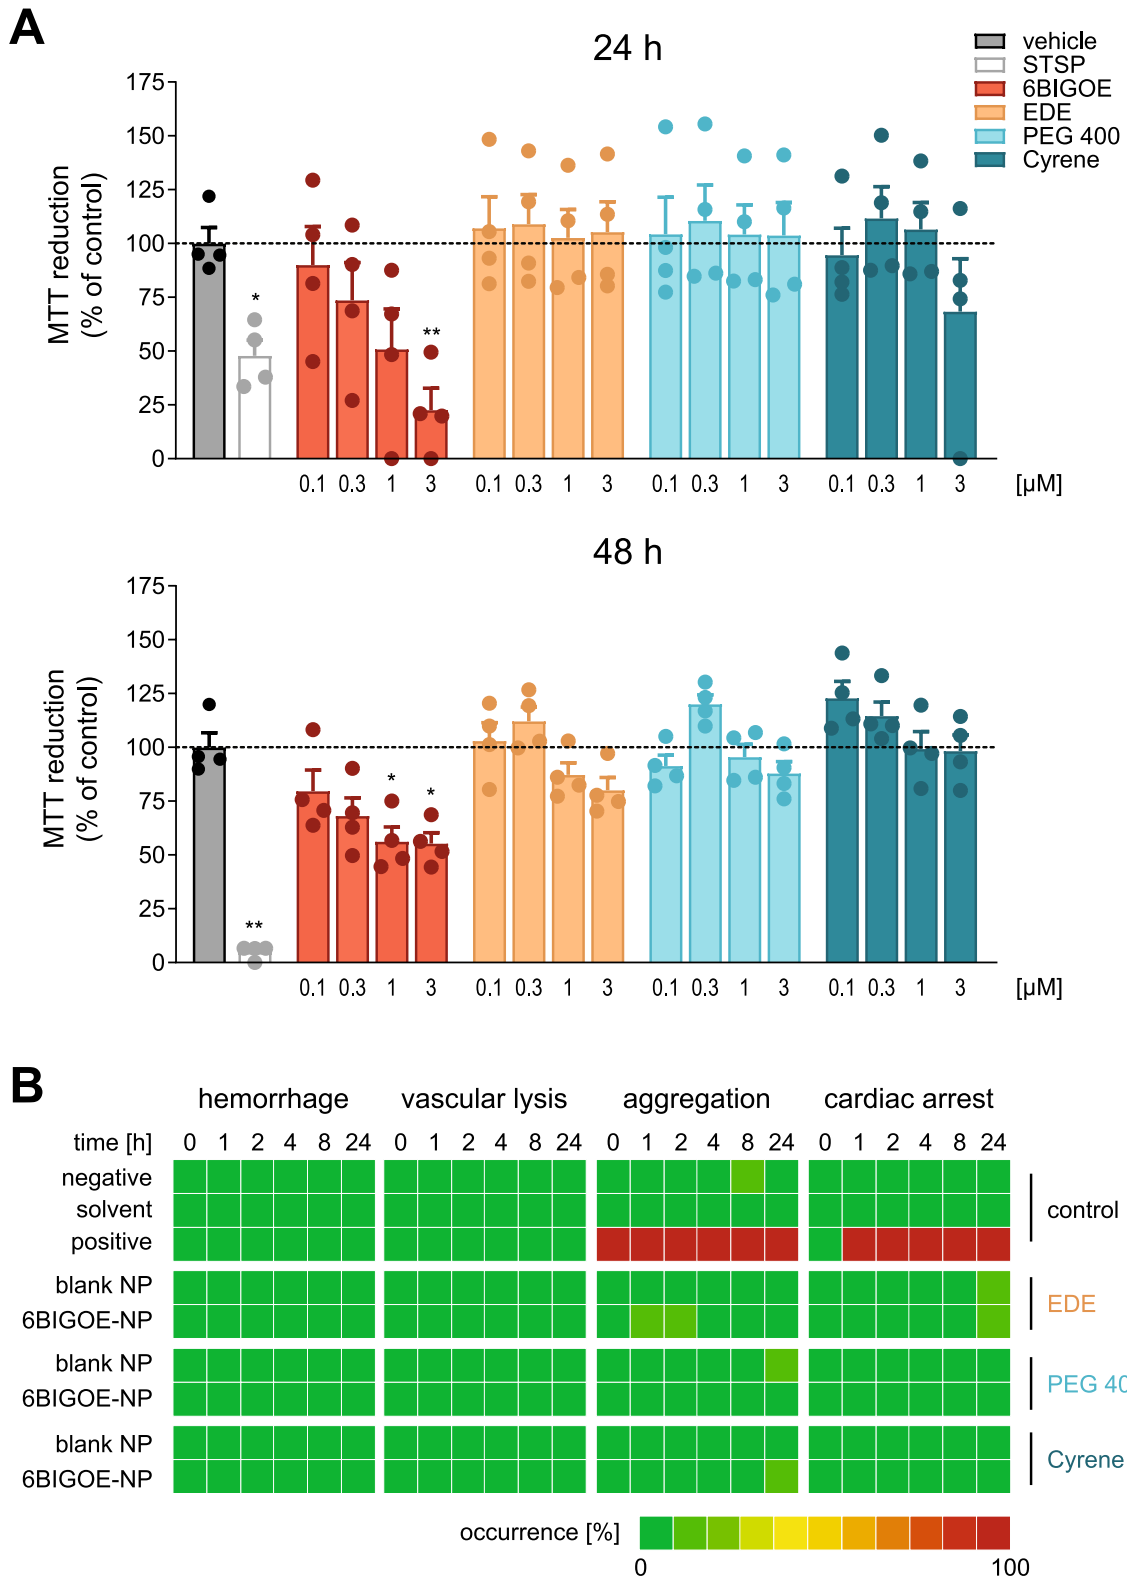 A
24 h
vehicle
STSP
6BIGOE
EDE
PEG 400
Cyrene
MTT reduction
(% of control)
175
150
125
100
75
50
25
0
*
**
0.1 0.3 1 3 0.1 0.3 1 3 0.1 0.3 1 3 0.1 0.3 1 3 [µM]
48 h
MTT reduction
(% of control)
175
150
125
100
75
50
25
0
**
*
*
0.1 0.3 1 3 0.1 0.3 1 3 0.1 0.3 1 3 0.1 0.3 1 3 [µM]
B
hemorrhage vascular lysis aggregation cardiac arrest
time [h] 0 1 2 4 8 24 0 1 2 4 8 24 0 1 2 4 8 24 0 1 2 4 8 24
negative
solvent
positive
control
blank NP
6BIGOE-NP
EDE
blank NP
6BIGOE-NP
PEG 40
blank NP
6BIGOE-NP
Cyrene
occurrence [%]
0 100